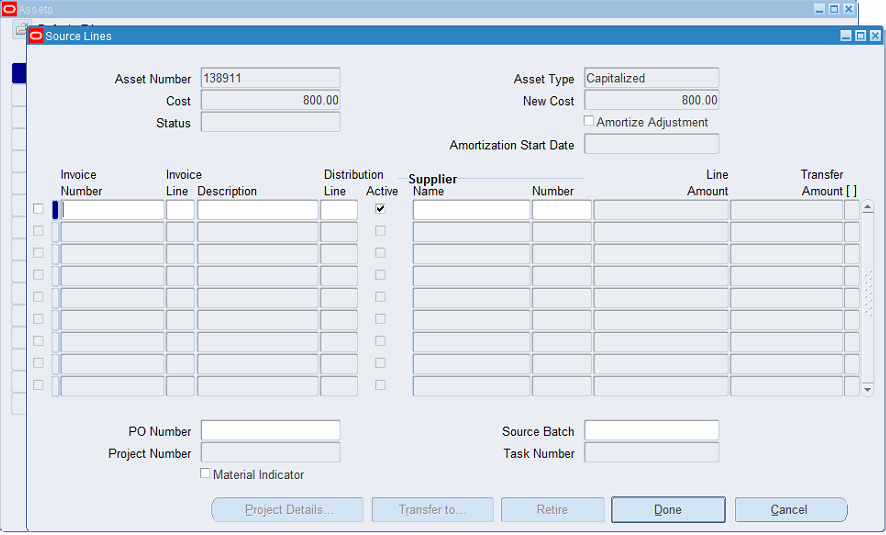 Assets
Source Lines
Asset Number 138911 Asset Type Capitalized
Cost 800.00 New Cost 800.00
Status Amortize Adjustment
Amortization Start Date
Invoice Invoice Distribution Supplier Line Transfer
Number Line Description Line Active Name Number Amount Amount [ ]
PO Number Source Batch
Project Number Task Number
Material Indicator
Project Details... Transfer to... Retire Done Cancel